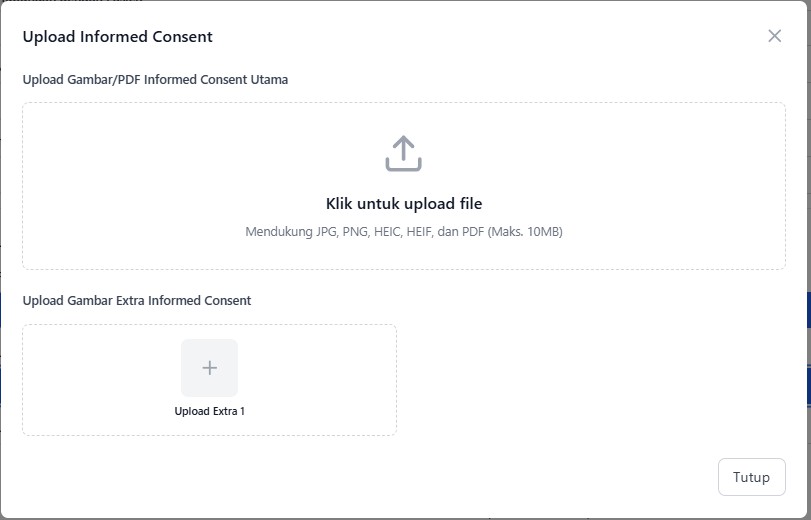 Upload Informed Consent
Upload Gambar/PDF Informed Consent Utama
Klik untuk upload file
Mendukung JPG, PNG, HEIC, HEIF, dan PDF (Maks. 10MB)
Upload Gambar Extra Informed Consent
Upload Extra 1
Tutup